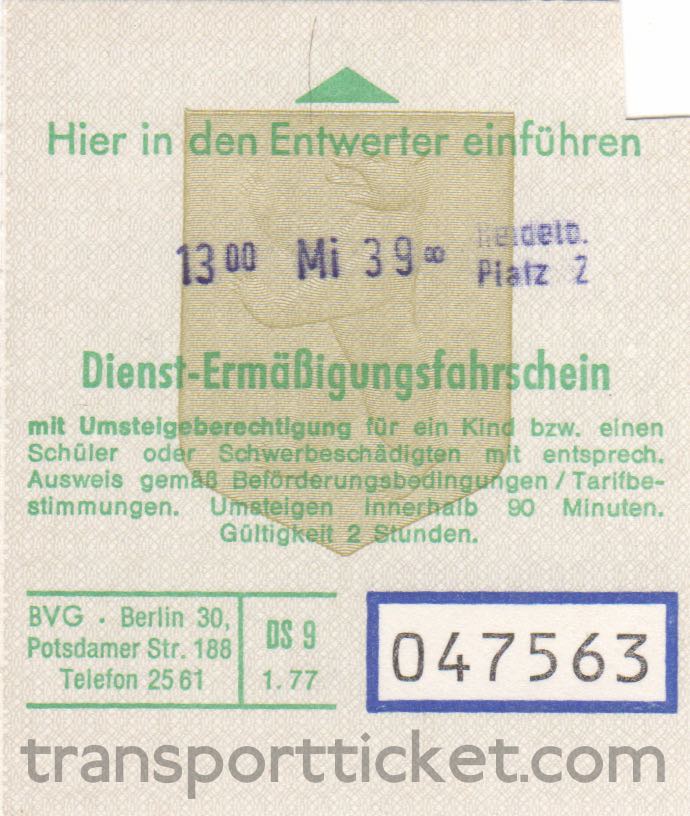 Hier in den Entwerter einführen
13 00 Mi 39 ∞ Heidelb.
Platz 2
Dienst-Ermäßigungsfahrschein
mit Umsteigeberechtigung für ein Kind bzw. einen
Schüler oder Schwerbeschädigten mit entsprech.
Ausweis gemäß Beförderungsbedingungen / Tarifbe-
stimmungen. Umsteigen innerhalb 90 Minuten.
Gültigkeit 2 Stunden.
BVG · Berlin 30,
Potsdamer Str. 188
Telefon 25 61
DS 9
1.77
047563
transportticket.com